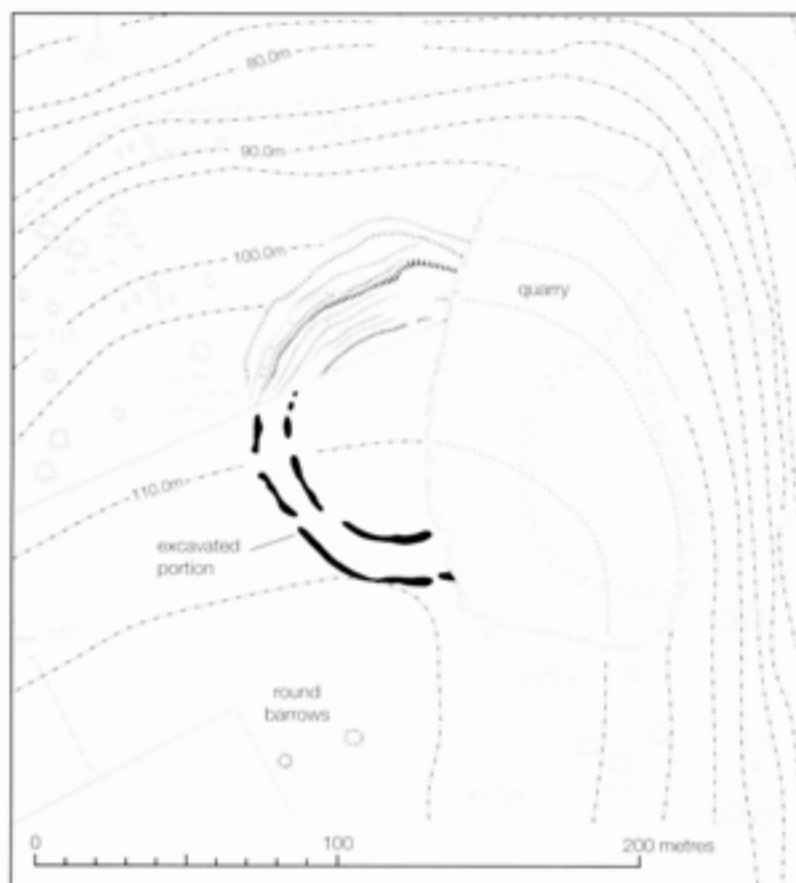 80.0m
90.0m
100.0m
quarry
110.0m
excavated
portion
round
barrows
0
100
200 metres